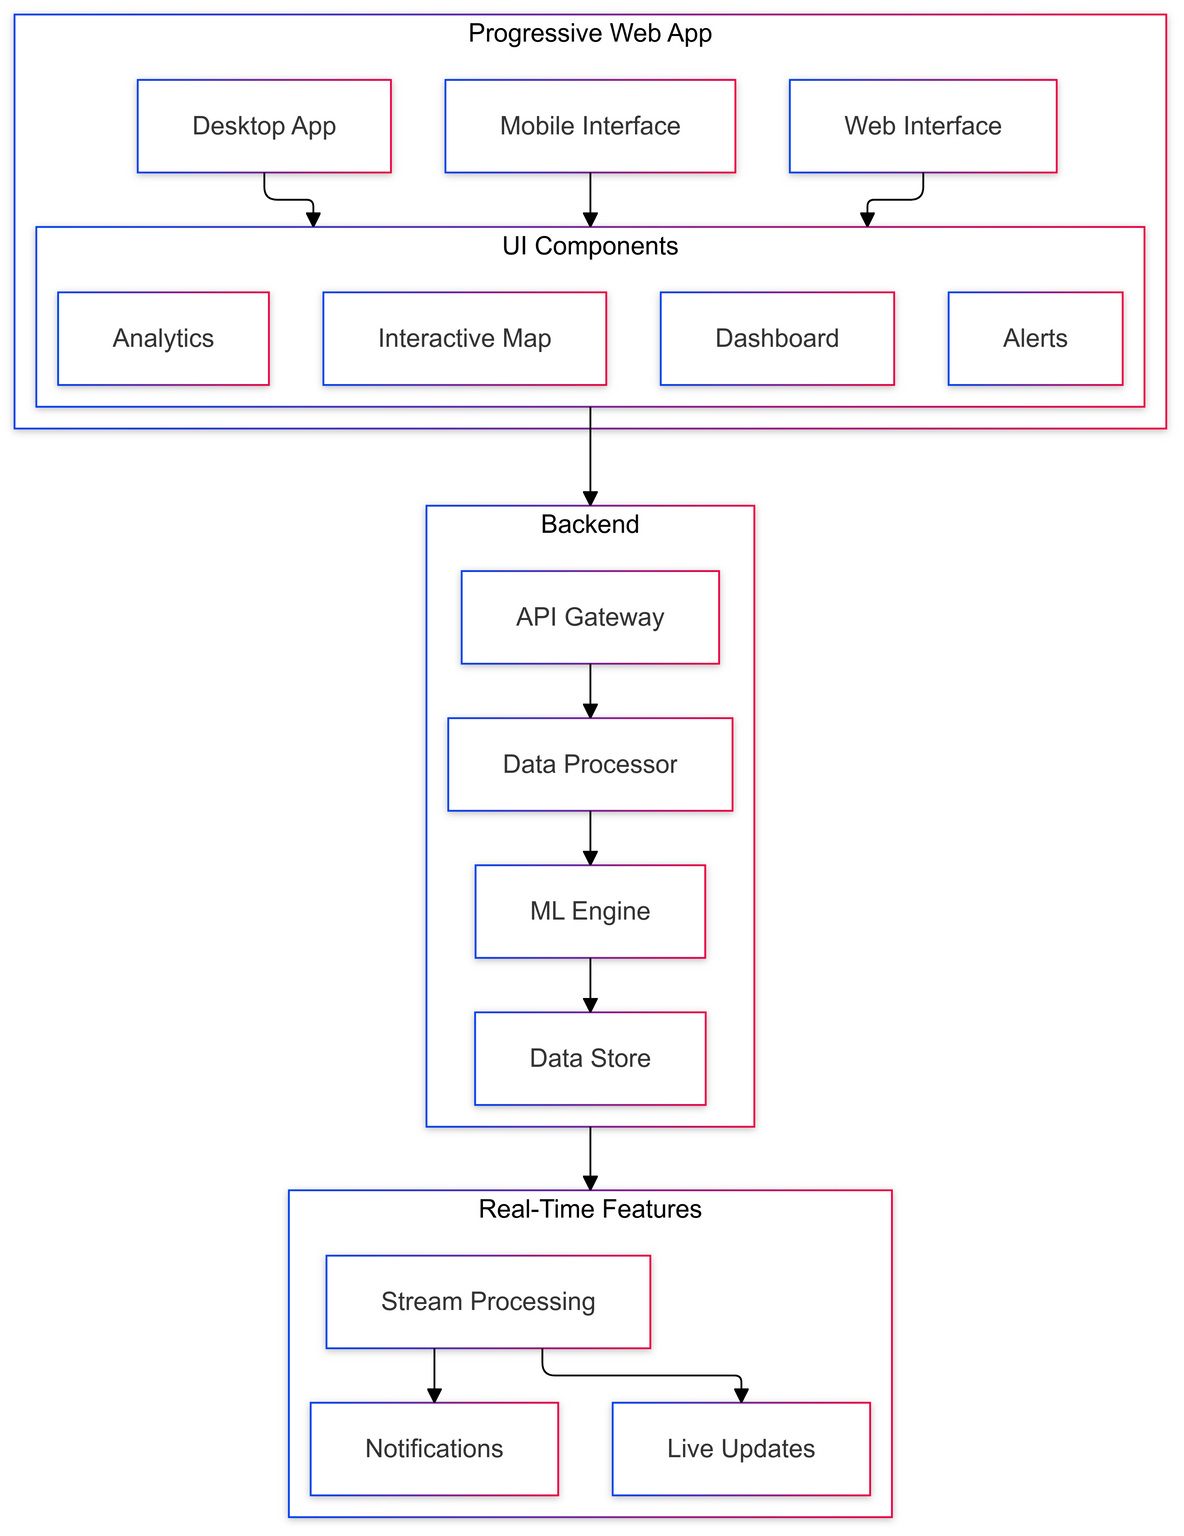 Progressive Web App
Desktop App
Mobile Interface
Web Interface
UI Components
Analytics
Interactive Map
Dashboard
Alerts
Backend
API Gateway
Data Processor
ML Engine
Data Store
Real-Time Features
Stream Processing
Notifications
Live Updates